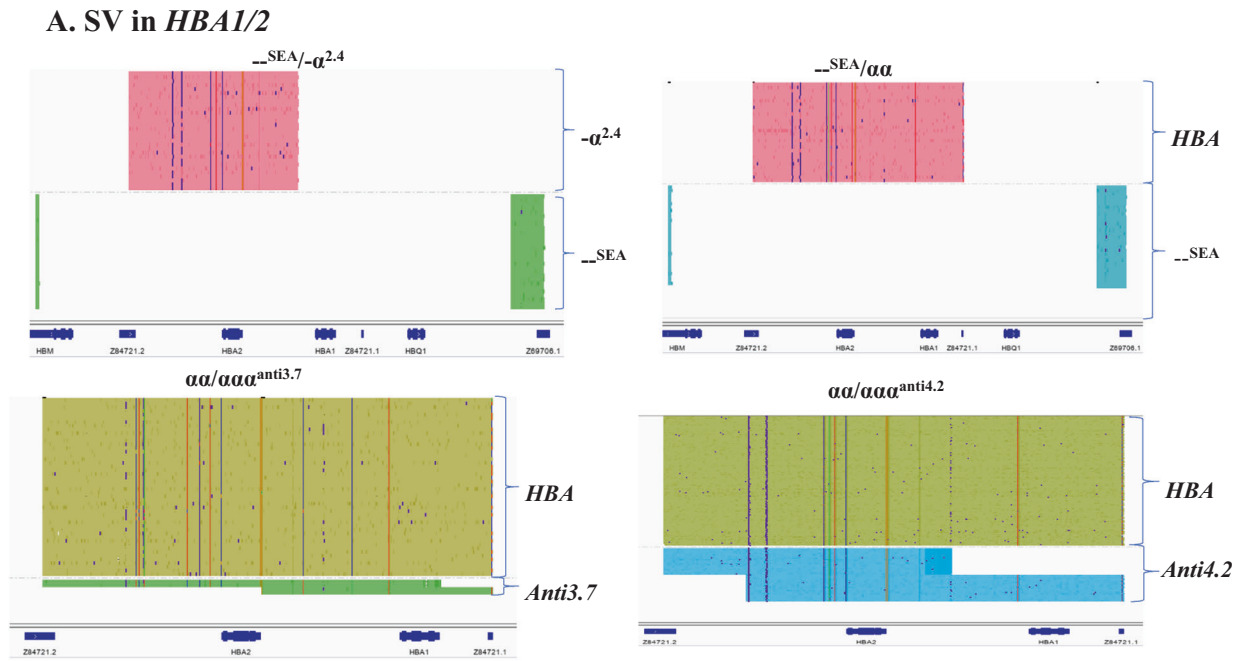 A. SV in HBA1/2
--SEA/-α2.4
-α2.4
--SEA
HBM Z84721.2 HBA2 HBA1 Z84721.1 HBQ1 Z69706.1
--SEA/αα
HBA
--SEA
HBM Z84721.2 HBA2 HBA1 Z84721.1 HBQ1 Z69706.1
αα/αααanti3.7
HBA
Anti3.7
Z84721.2 HBA2 HBA1 Z84721.1
αα/αααanti4.2
HBA
Anti4.2
Z84721.2 HBA2 HBA1 Z84721.1